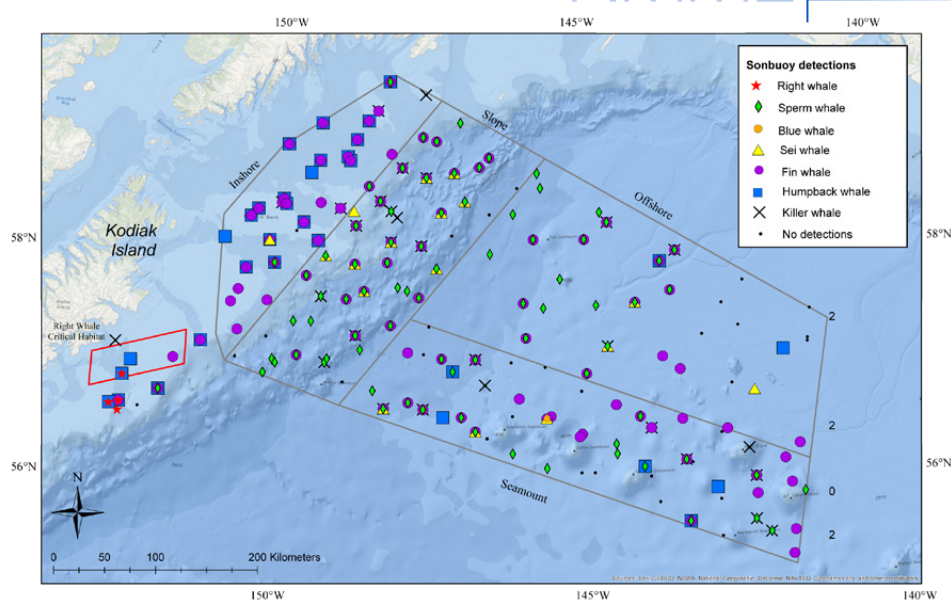 150°W 145°W 140°W
Sonbuoy detections
Right whale
Sperm whale
Blue whale
Sei whale
Fin whale
Humpback whale
Killer whale
No detections
Slope
Inshore
Offshore
Kodiak
Island
58°N
58°N
2
Right Whale
Critical Habitat
2
56°N
56°N
0
Seamount
2
N
0 50 100 200 Kilometers
150°W 145°W 140°W